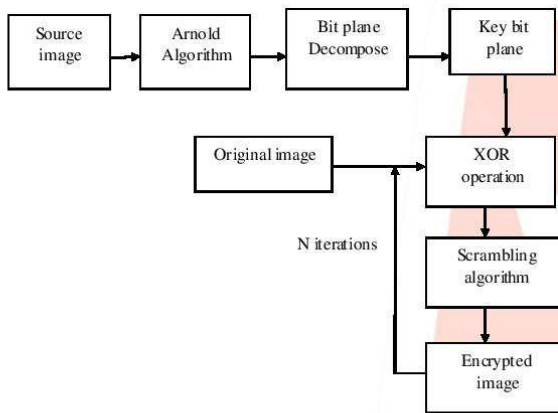 Source
image
Arnold
Algorithm
Bit plane
Decompose
Key bit
plane
Original image
XOR
operation
N iterations
Scrambling
algorithm
Encrypted
image